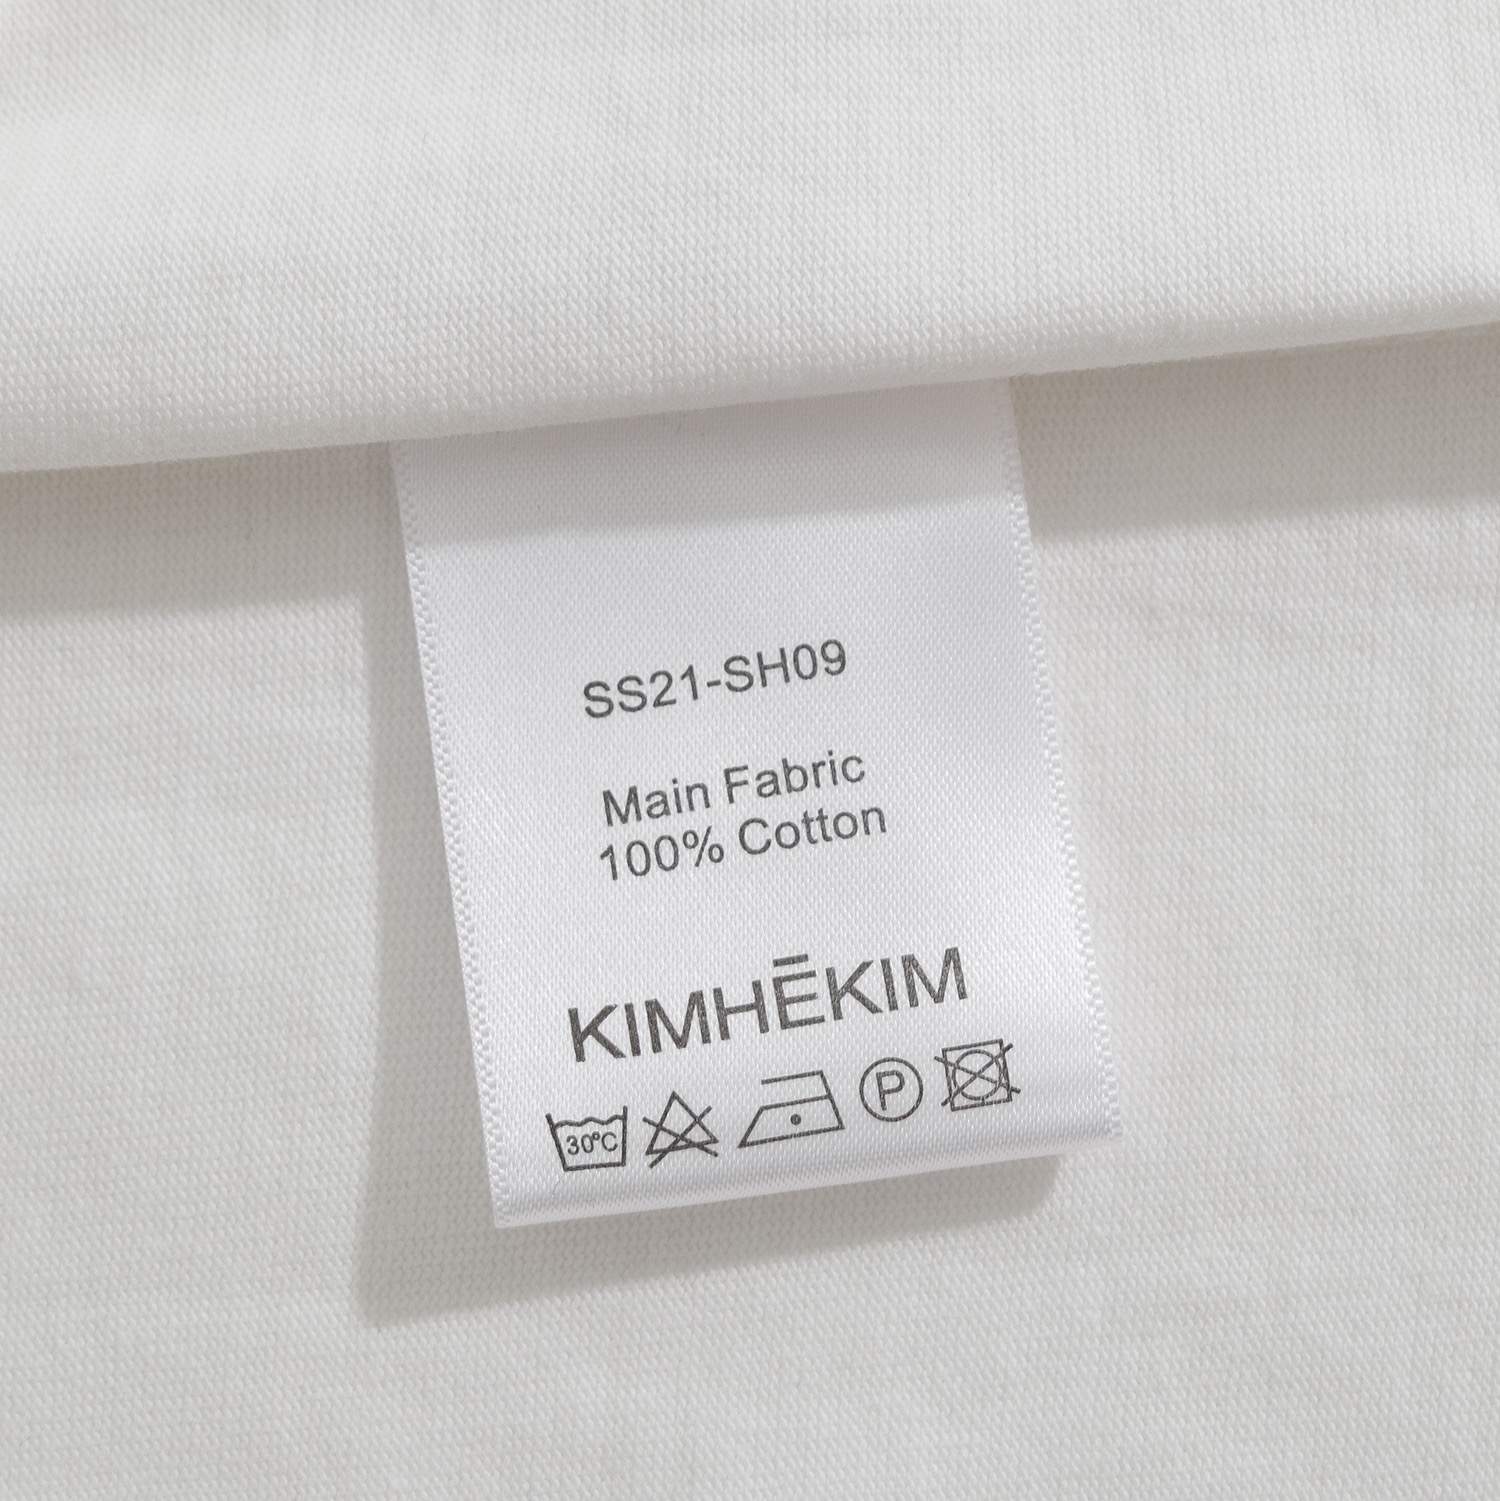 SS21-SH09
Main Fabric
100% Cotton
KIMHĒKIM
30°C P